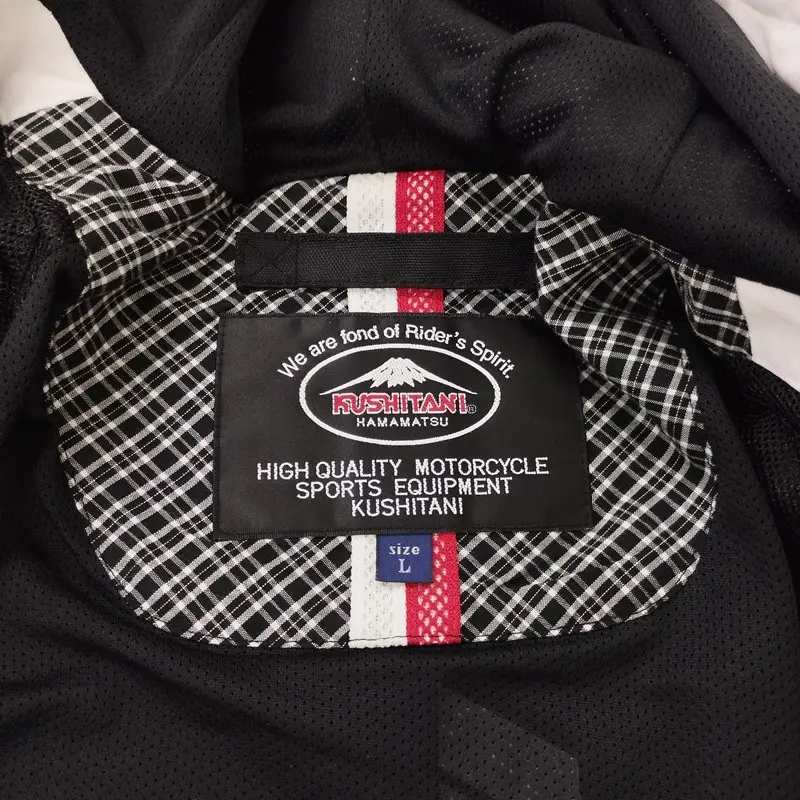 We are fond of Rider's Spirit.
KUSHITANI®
HAMAMATSU
HIGH QUALITY MOTORCYCLE
SPORTS EQUIPMENT
KUSHITANI
size
L